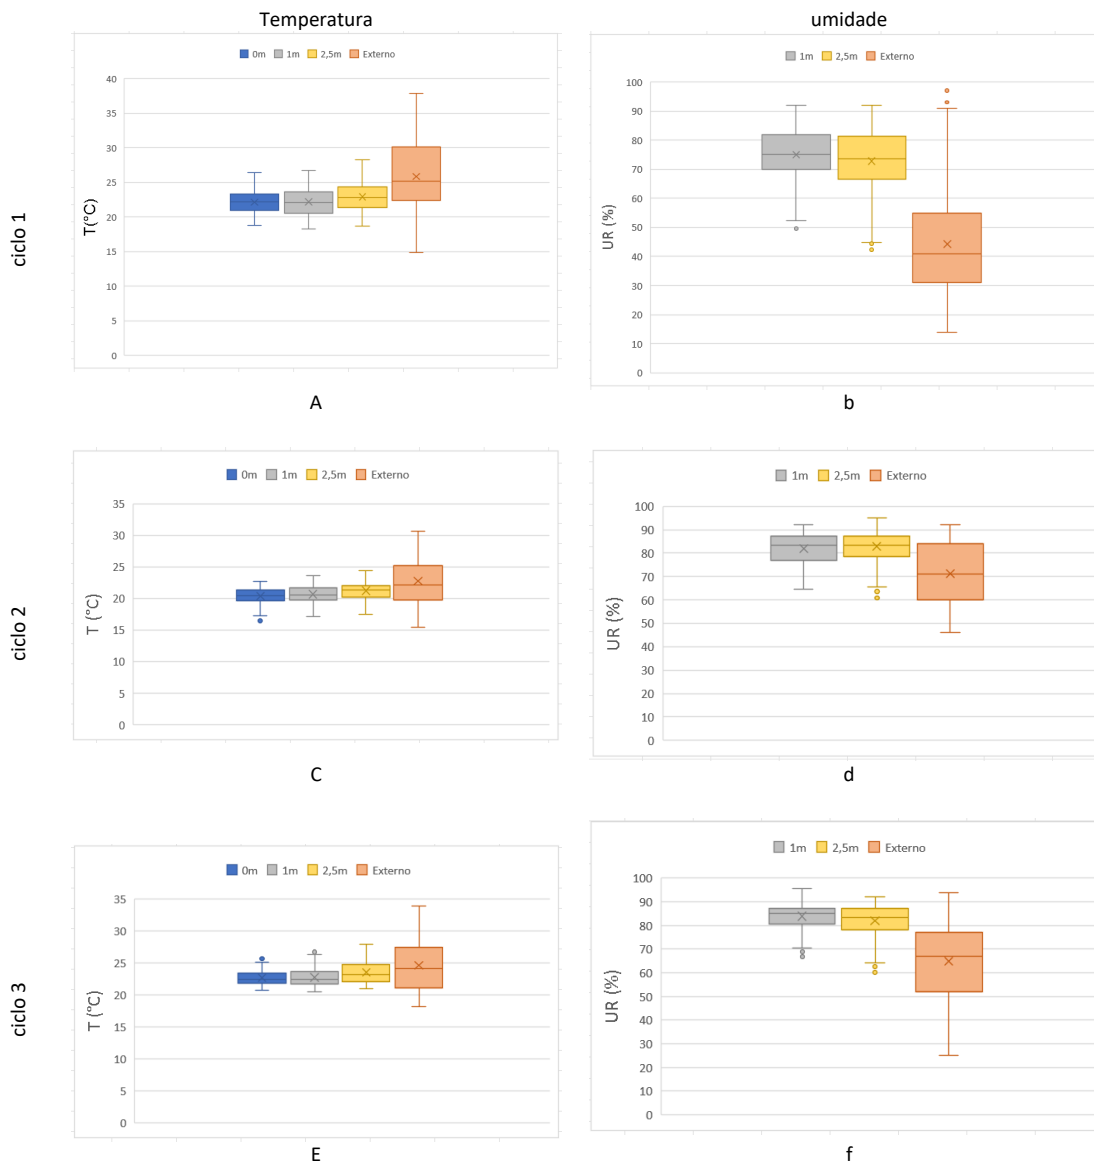 Temperatura
umidade
ciclo 1
0m 1m 2,5m Externo
T(°C)
40
35
30
25
20
15
10
5
0
A
1m 2,5m Externo
UR (%)
100
90
80
70
60
50
40
30
20
10
0
b
ciclo 2
0m 1m 2,5m Externo
T (°C)
35
30
25
20
15
10
5
0
C
1m 2,5m Externo
UR (%)
100
90
80
70
60
50
40
30
20
10
0
d
ciclo 3
0m 1m 2,5m Externo
T (°C)
35
30
25
20
15
10
5
0
E
1m 2,5m Externo
UR (%)
100
90
80
70
60
50
40
30
20
10
0
f